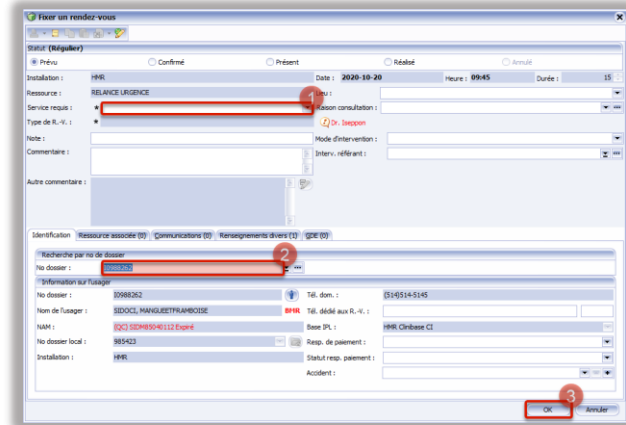 Fixer un rendez-vous
Statut (Régulier)
Prévu Confirmé Présent Réalisé Annulé
Installation : HMR Date : 2020-10-20 Heure : 09:45 Durée : 15
Ressource : RELANCE URGENCE Lieu :
1
Service requis : * Raison consultation :
Type de R.-V. : * Dr. Iseppon
Note : Mode d'intervention :
Commentaire : Interv. référant :
Autre commentaire :
Identification Ressource associée (0) Communications (0) Renseignements divers (1) GDE (0)
2
Recherche par no de dossier
No dossier : I0988262
Information sur l'usager
No dossier : I0988262 Tél. dom. : (514)514-5145
Nom de l'usager : SIDOCI, MANGUEETFRAMBOISE BMR Tél. dédié aux R.-V. :
NAM : (QC) SIDM85040112 Expiré Base IPL : HMR Clinibase CI
No dossier local : 985423 Resp. de paiement :
Installation : HMR Statut resp. paiement :
Accident :
3
OK Annuler